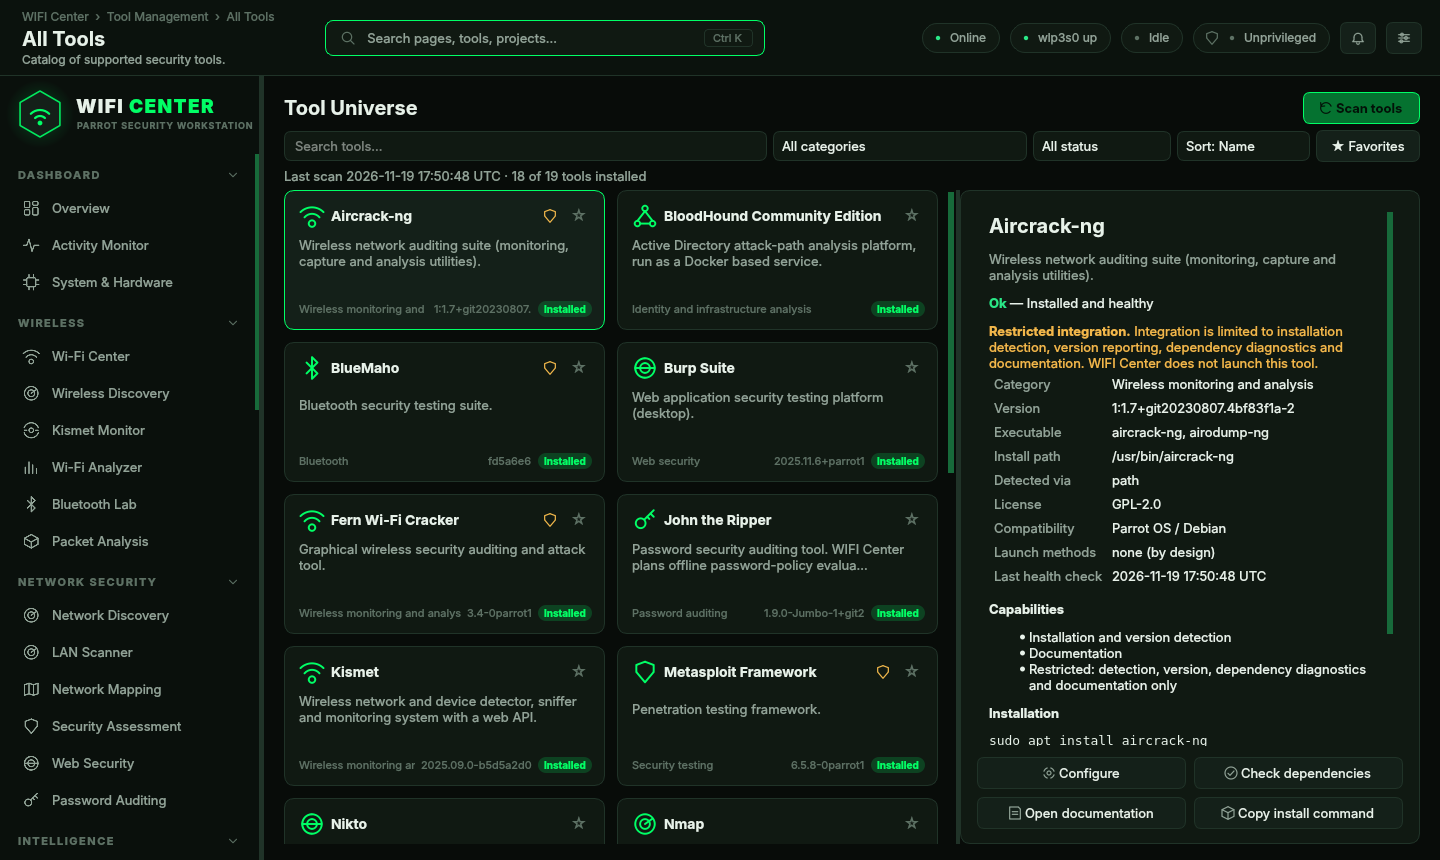 WIFI Center › Tool Management › All Tools
All Tools
Catalog of supported security tools.
Search pages, tools, projects...
Ctrl K
Online
wlp3s0 up
Idle
Unprivileged
WIFI CENTER
PARROT SECURITY WORKSTATION
DASHBOARD
Overview
Activity Monitor
System & Hardware
WIRELESS
Wi-Fi Center
Wireless Discovery
Kismet Monitor
Wi-Fi Analyzer
Bluetooth Lab
Packet Analysis
NETWORK SECURITY
Network Discovery
LAN Scanner
Network Mapping
Security Assessment
Web Security
Password Auditing
INTELLIGENCE
Tool Universe
Scan tools
Search tools...
All categories
All status
Sort: Name
★ Favorites
Last scan 2026-11-19 17:50:48 UTC · 18 of 19 tools installed
Aircrack-ng
Wireless network auditing suite (monitoring,
capture and analysis utilities).
Wireless monitoring and
1:1.7+git20230807.
Installed
BloodHound Community Edition
Active Directory attack-path analysis platform,
run as a Docker based service.
Identity and infrastructure analysis
Installed
BlueMaho
Bluetooth security testing suite.
Bluetooth
fd5a6e6
Installed
Burp Suite
Web application security testing platform
(desktop).
Web security
2025.11.6+parrot1
Installed
Fern Wi-Fi Cracker
Graphical wireless security auditing and attack
tool.
Wireless monitoring and analys
3.4-0parrot1
Installed
John the Ripper
Password security auditing tool. WIFI Center
plans offline password-policy evalua...
Password auditing
1.9.0-Jumbo-1+git2
Installed
Kismet
Wireless network and device detector, sniffer
and monitoring system with a web API.
Wireless monitoring ar
2025.09.0-b5d5a2d0
Installed
Metasploit Framework
Penetration testing framework.
Security testing
6.5.8-0parrot1
Installed
Nikto
Nmap
Aircrack-ng
Wireless network auditing suite (monitoring, capture and
analysis utilities).
Ok — Installed and healthy
Restricted integration. Integration is limited to installation
detection, version reporting, dependency diagnostics and
documentation. WIFI Center does not launch this tool.
Category Wireless monitoring and analysis
Version 1:1.7+git20230807.4bf83f1a-2
Executable aircrack-ng, airodump-ng
Install path /usr/bin/aircrack-ng
Detected via path
License GPL-2.0
Compatibility Parrot OS / Debian
Launch methods none (by design)
Last health check 2026-11-19 17:50:48 UTC
Capabilities
• Installation and version detection
• Documentation
• Restricted: detection, version, dependency diagnostics
and documentation only
Installation
sudo apt install aircrack-ng
Configure
Check dependencies
Open documentation
Copy install command